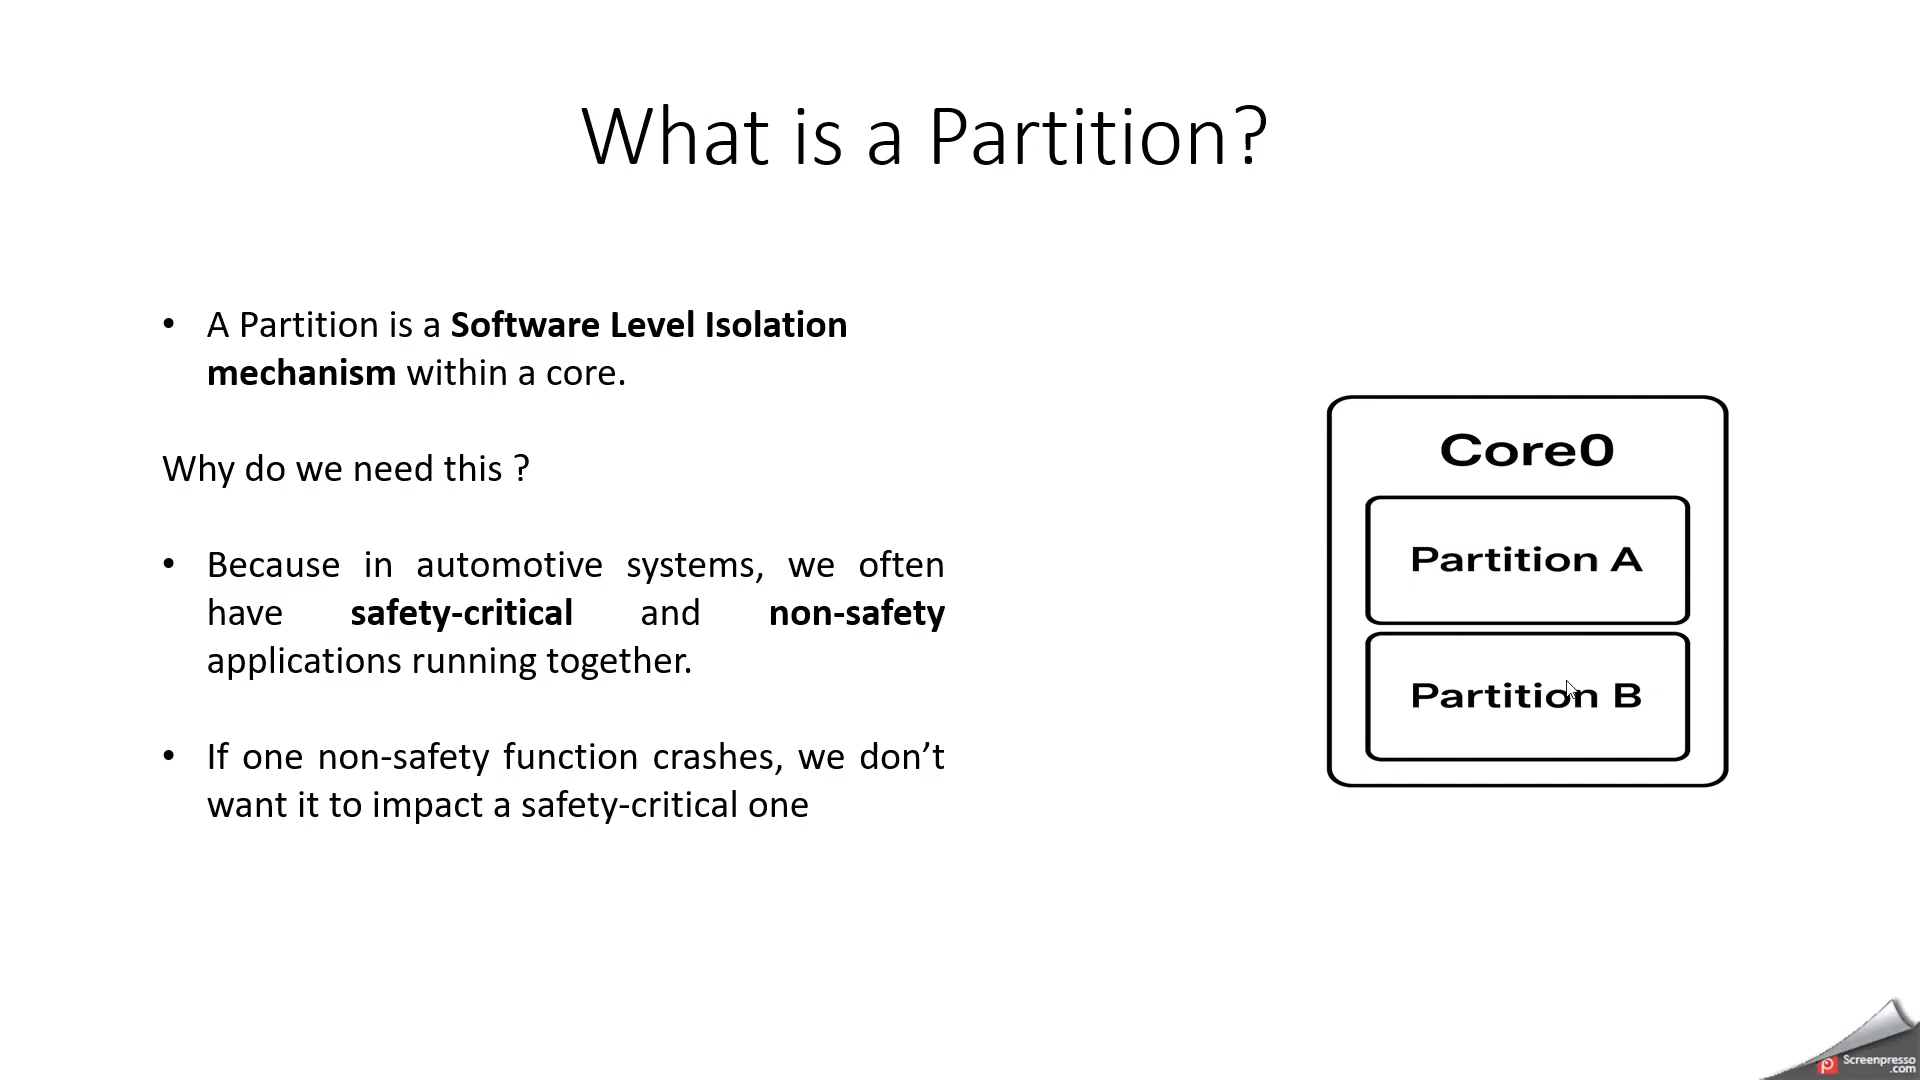 What is a Partition?
• A Partition is a Software Level Isolation
mechanism within a core.
Why do we need this ?
• Because in automotive systems, we often
have safety-critical and non-safety
applications running together.
• If one non-safety function crashes, we don’t
want it to impact a safety-critical one
Core0
Partition A
Partition B
Screenpresso
.com